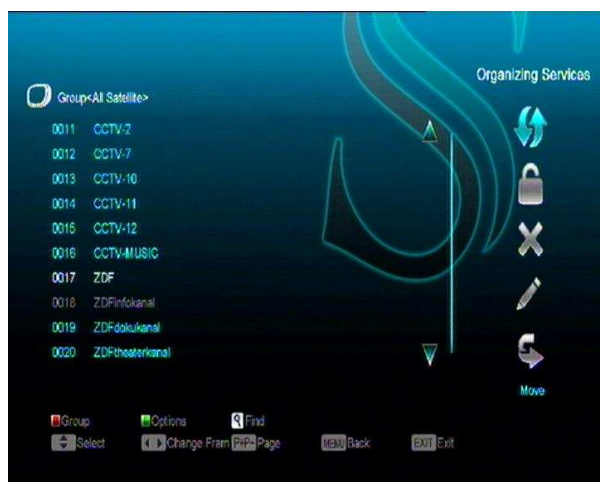 Organizing Services
Group<All Satellite>
0011 CCTV-2
0012 CCTV-7
0013 CCTV-10
0014 CCTV-11
0015 CCTV-12
0016 CCTV-MUSIC
0017 ZDF
0018 ZDFinfokanal
0019 ZDFdokukanal
0020 ZDFtheaterkanal
Move
Group Options Find
Select Change Fram P+P- Page MENU Back EXIT Exit